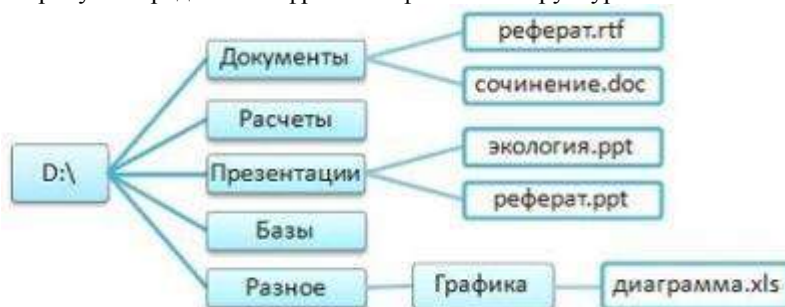 Документы
реферат.rtf
сочинение.doc
Расчеты
D:\
Презентации
экология.ppt
реферат.ppt
Базы
Разное
Графика
диаграмма.xls